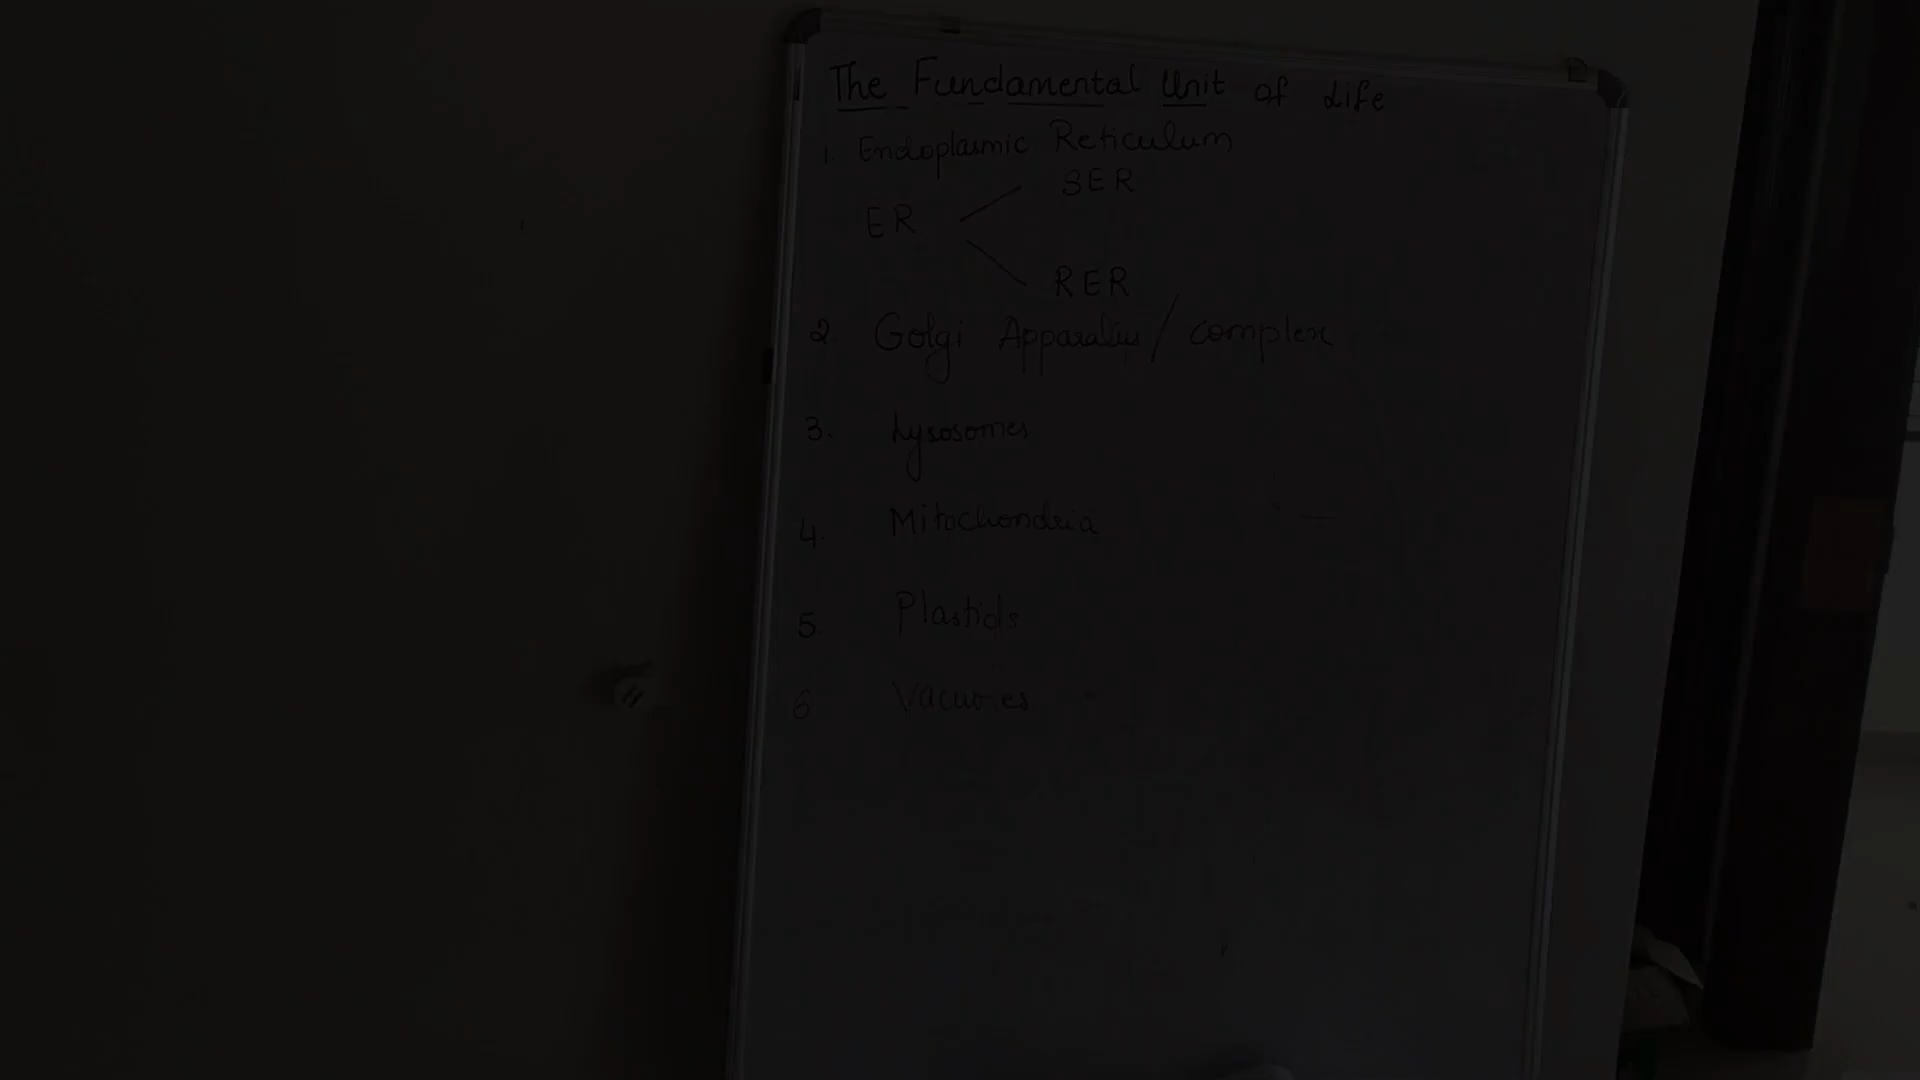 The Fundamental Unit of Life
1. Endoplasmic Reticulum
SER
ER
RER
2. Golgi Apparatus / complex
3. Lysosomes
4. Mitochondria
5. Plastids
6 Vacuoles